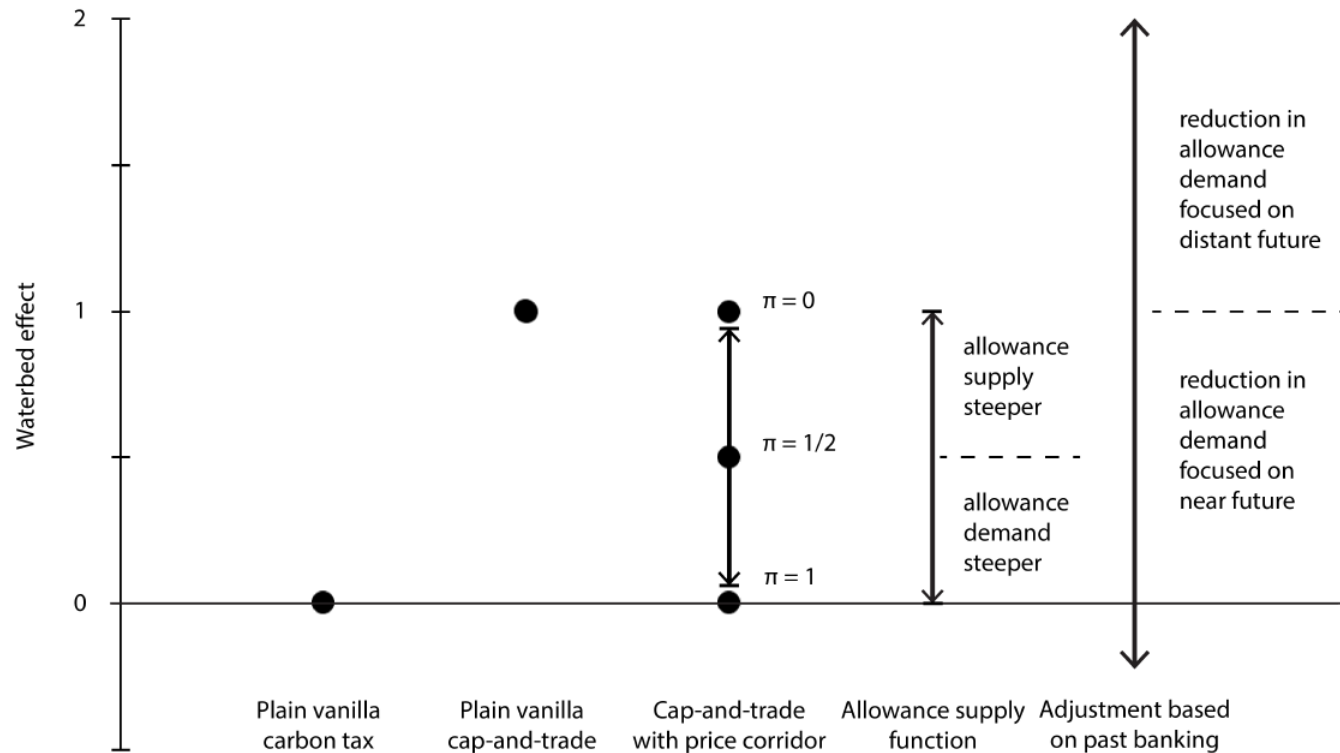 2
1
0
Waterbed effect
π = 0
π = 1/2
π = 1
allowance
supply
steeper
allowance
demand
steeper
reduction in
allowance
demand
focused on
distant future
reduction in
allowance
demand
focused on
near future
Plain vanilla
carbon tax
Plain vanilla
cap-and-trade
Cap-and-trade
with price corridor
Allowance supply
function
Adjustment based
on past banking